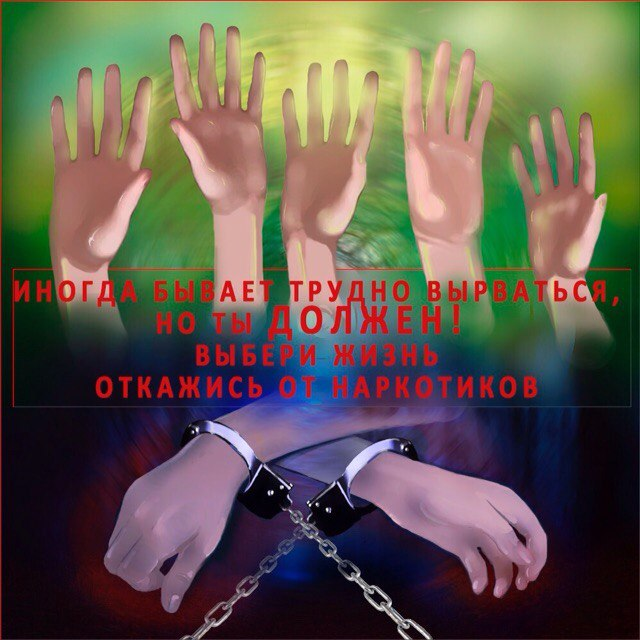 ИНОГДА БЫВАЕТ ТРУДНО ВЫРВАТЬСЯ,
НО ТЫ ДОЛЖЕН!
ВЫБЕРИ ЖИЗНЬ
ОТКАЖИСЬ ОТ НАРКОТИКОВ